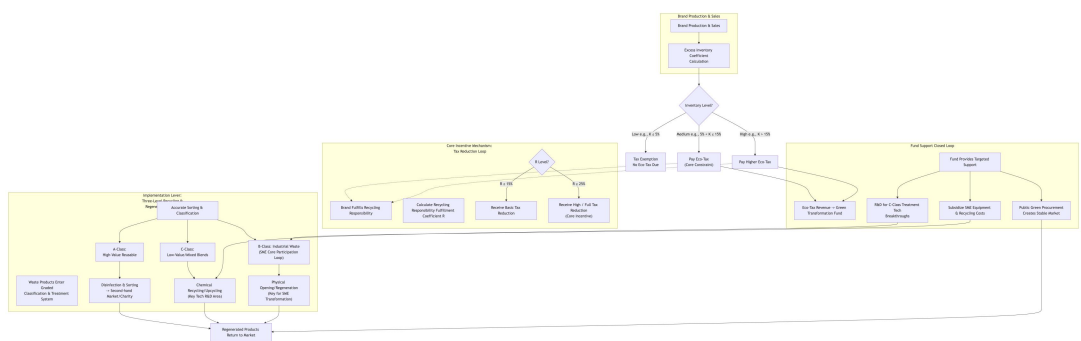 Brand Production & Sales
Brand Production & Sales
Excess Inventory
Coefficient
Calculation
Inventory Level?
Low e.g., X ≤ 5%
Medium e.g., 5% < X ≤ 15%
High e.g., X > 15%
Core Incentive Mechanism:
Tax Reduction Loop
R Level?
Tax Exemption
No Eco-Tax Due
Pay Eco-Tax
(Core Constraint)
Pay Higher Eco-Tax
R ≥ 15%
R ≥ 25%
Brand Fulfills Recycling
Responsibility
Calculate Recycling
Responsibility Fulfillment
Coefficient R
Receive Basic Tax
Reduction
Receive High / Full Tax
Reduction
(Core Incentive)
Fund Support Closed Loop
Fund Provides Targeted
Support
Eco-Tax Revenue → Green
Transformation Fund
R&D for C-Class Treatment
Tech
Breakthroughs
Subsidize SME Equipment
& Recycling Costs
Public Green Procurement
Creates Stable Market
Implementation Level:
Three-Level Recycling &
Accurate Sorting &
Classification
A-Class:
High-Value Reusable
C-Class:
Low-Value Mixed Blends
B-Class: Industrial Waste
(SME Core Participation
Loop)
Waste Products Enter
Graded
Classification & Treatment
System
Disinfection & Sorting
→ Second-hand
Market/Charity
Chemical
Recycling/Upcycling
(Key Tech R&D Area)
Physical
Opening/Regeneration
(Key for SME
Transformation)
Regenerated Products
Return to Market